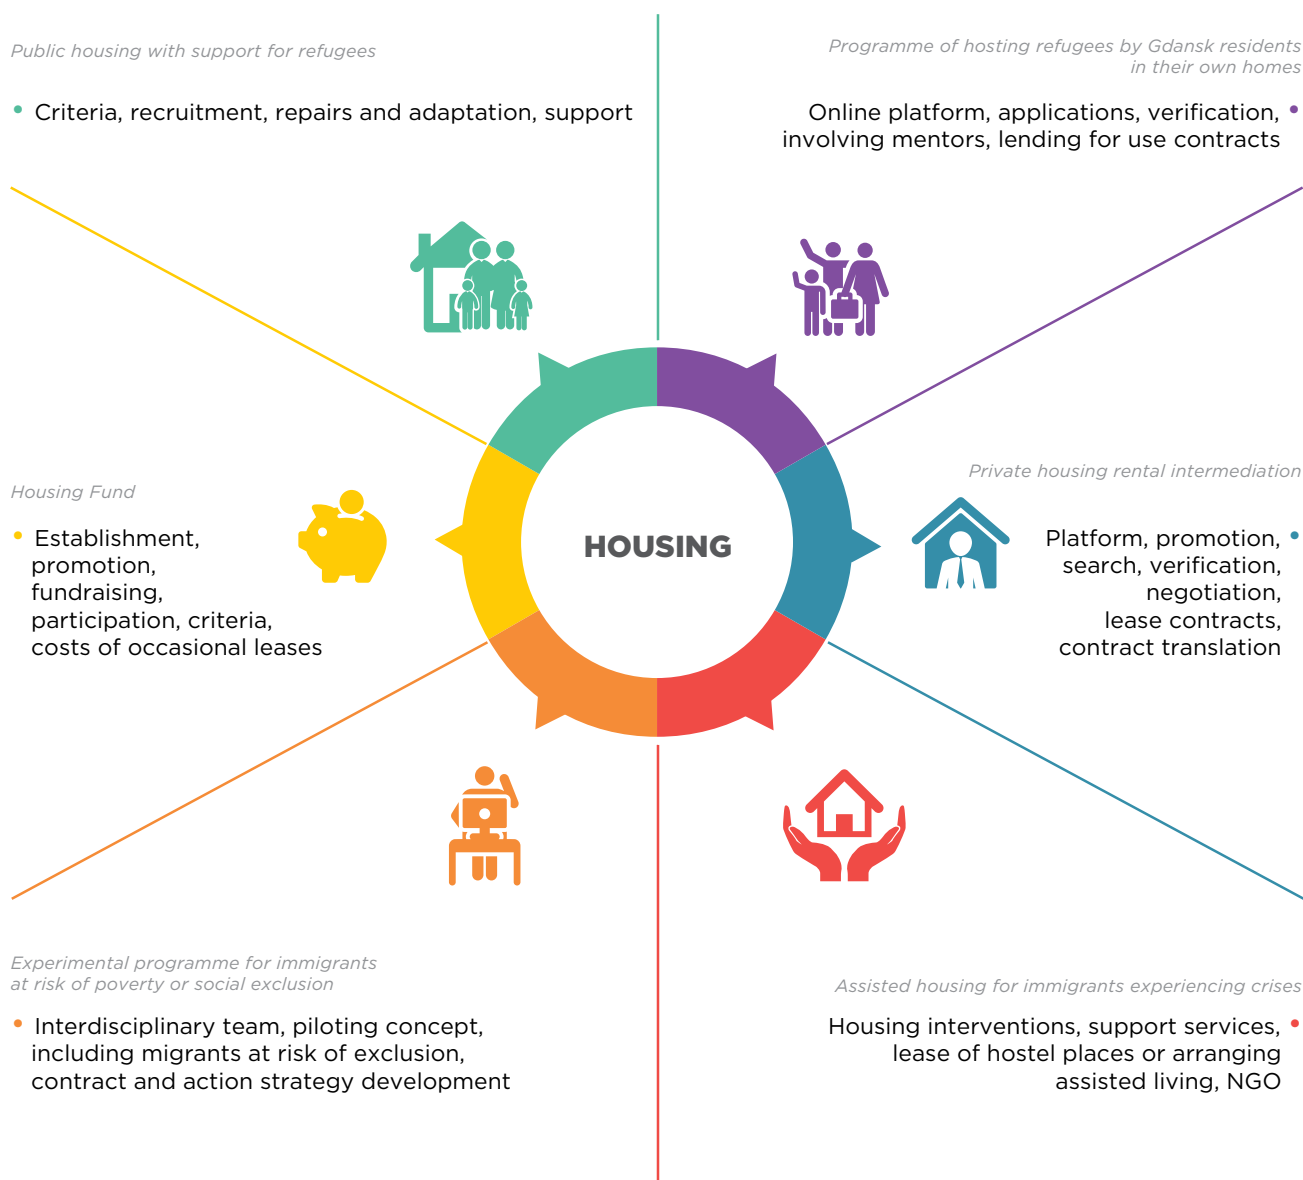 Public housing with support for refugees
• Criteria, recruitment, repairs and adaptation, support
Programme of hosting refugees by Gdansk residents
in their own homes
Online platform, applications, verification, •
involving mentors, lending for use contracts
Housing Fund
• Establishment,
promotion,
fundraising,
participation, criteria,
costs of occasional leases
HOUSING
Private housing rental intermediation
Platform, promotion, •
search, verification,
negotiation,
lease contracts,
contract translation
Experimental programme for immigrants
at risk of poverty or social exclusion
• Interdisciplinary team, piloting concept,
including migrants at risk of exclusion,
contract and action strategy development
Assisted housing for immigrants experiencing crises
Housing interventions, support services, •
lease of hostel places or arranging
assisted living, NGO